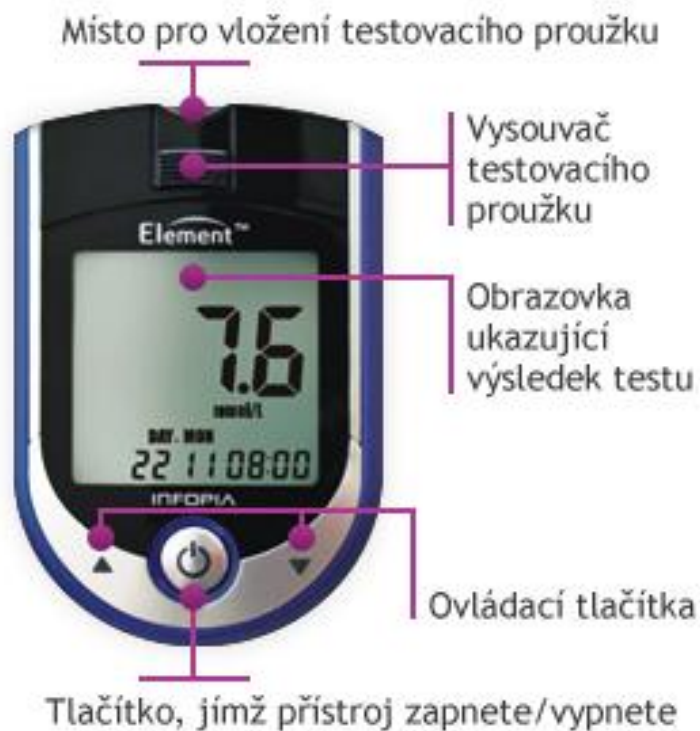 Místo pro vložení testovacího proužku
Vysouvač
testovacího
proužku
Element™
Obrazovka
ukazující
výsledek testu
7.6
mmol/l
DAY. MON
22 11 08:00
INFOPIA
Ovládací tlačítka
Tlačítko, jímž přístroj zapnete/vypnete